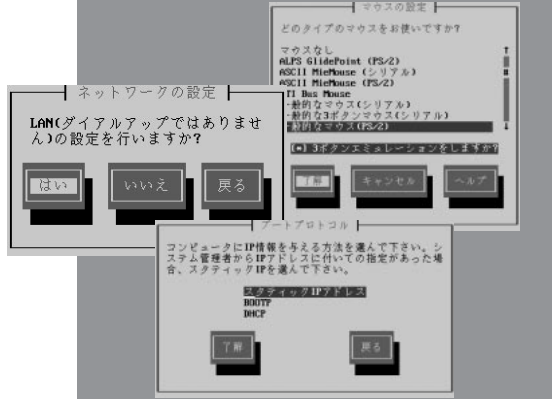 マウスの設定
どのタイプのマウスをお使いですか?
マウスなし
ALPS GlidePoint (PS/2)
ASCII MieMouse (シリアル)
ASCII MieMouse (PS/2)
TI Bus Mouse
一般的なマウス(シリアル)
一般的な3ボタンマウス(シリアル)
一般的なマウス(PS/2)
[*] 3ボタンエミュレーションをしますか?
了解 キャンセル ヘルプ
ネットワークの設定
LAN(ダイアルアップではありませ
ん)の設定を行いますか?
はい いいえ 戻る
ブートプロトコル
コンピュータにIP情報を与える方法を選んで下さい。シ
ステム管理者からIPアドレスに付いての指定があった場
合、スタティックIPを選んで下さい。
スタティックIPアドレス
BOOTP
DHCP
了解 戻る